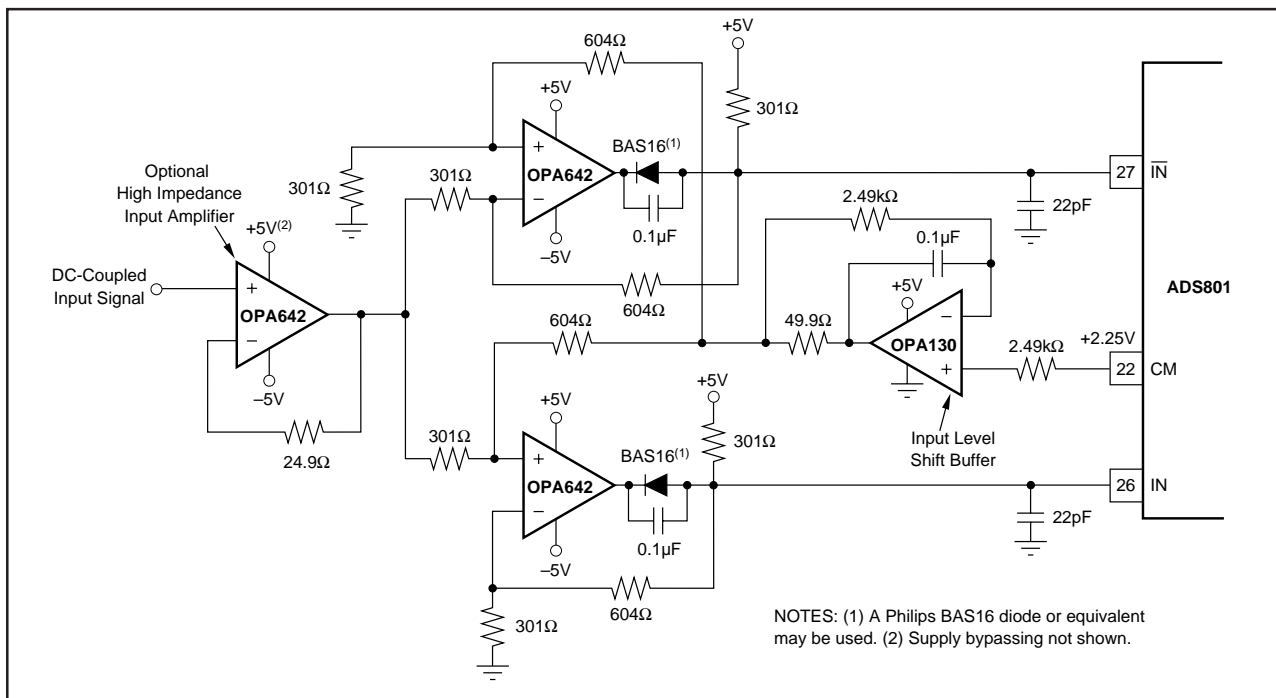 604Ω
+5V
+5V
301Ω
BAS16(1)
Optional
High Impedance
Input Amplifier
+
OPA642
−
301Ω
301Ω
27
IN
22pF
2.49kΩ
0.1µF
−5V
0.1µF
+5V(2)
DC-Coupled
Input Signal
+
OPA642
−
−5V
24.9Ω
604Ω
+5V
ADS801
604Ω
49.9Ω
−
OPA130
+
2.49kΩ
+2.25V
22
CM
+5V
+5V
301Ω
301Ω
BAS16(1)
Input Level
Shift Buffer
+
OPA642
−
26
IN
22pF
−5V
0.1µF
604Ω
301Ω
NOTES: (1) A Philips BAS16 diode or equivalent
may be used. (2) Supply bypassing not shown.